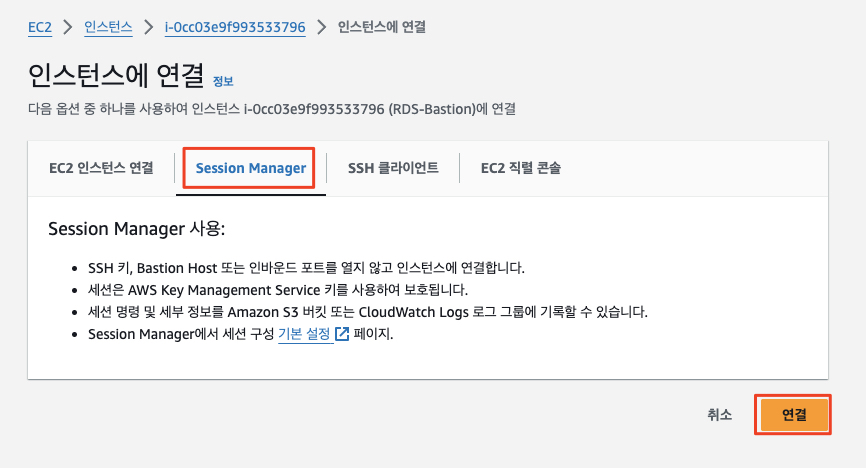 EC2 > 인스턴스 > i-0cc03e9f993533796 > 인스턴스에 연결
인스턴스에 연결 정보
다음 옵션 중 하나를 사용하여 인스턴스 i-0cc03e9f993533796 (RDS-Bastion)에 연결
EC2 인스턴스 연결 Session Manager SSH 클라이언트 EC2 직렬 콘솔
Session Manager 사용:
• SSH 키, Bastion Host 또는 인바운드 포트를 열지 않고 인스턴스에 연결합니다.
• 세션은 AWS Key Management Service 키를 사용하여 보호됩니다.
• 세션 명령 및 세부 정보를 Amazon S3 버킷 또는 CloudWatch Logs 로그 그룹에 기록할 수 있습니다.
• Session Manager에서 세션 구성 기본 설정 페이지.
취소 연결